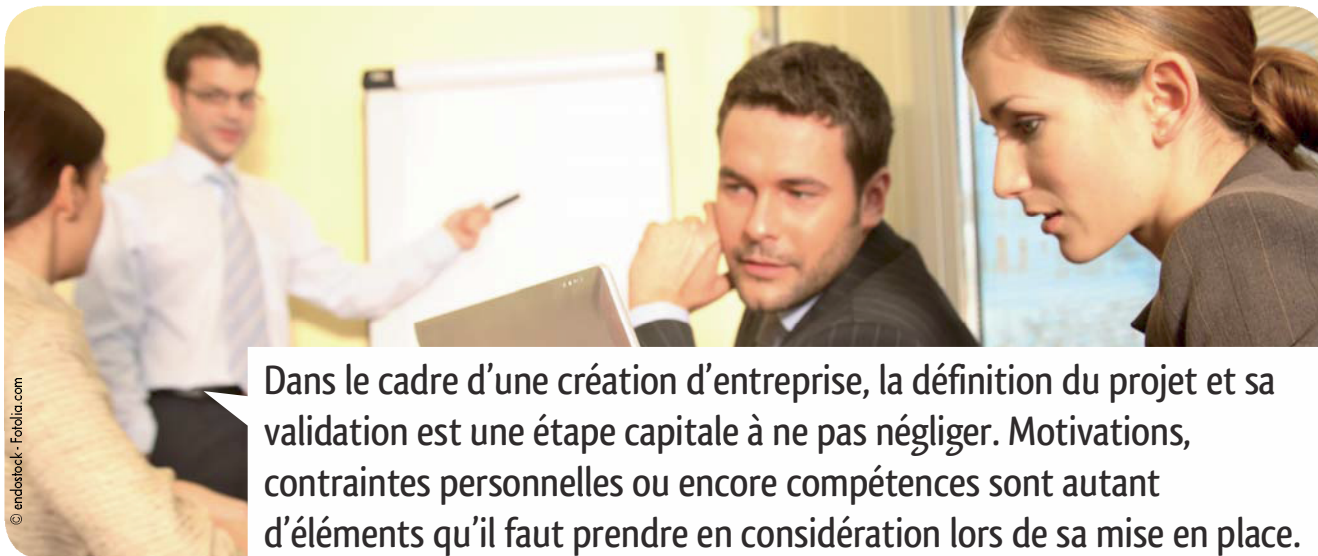 Dans le cadre d’une création d’entreprise, la définition du projet et sa
validation est une étape capitale à ne pas négliger. Motivations,
contraintes personnelles ou encore compétences sont autant
d’éléments qu’il faut prendre en considération lors de sa mise en place.
© endostock - Fotolia.com